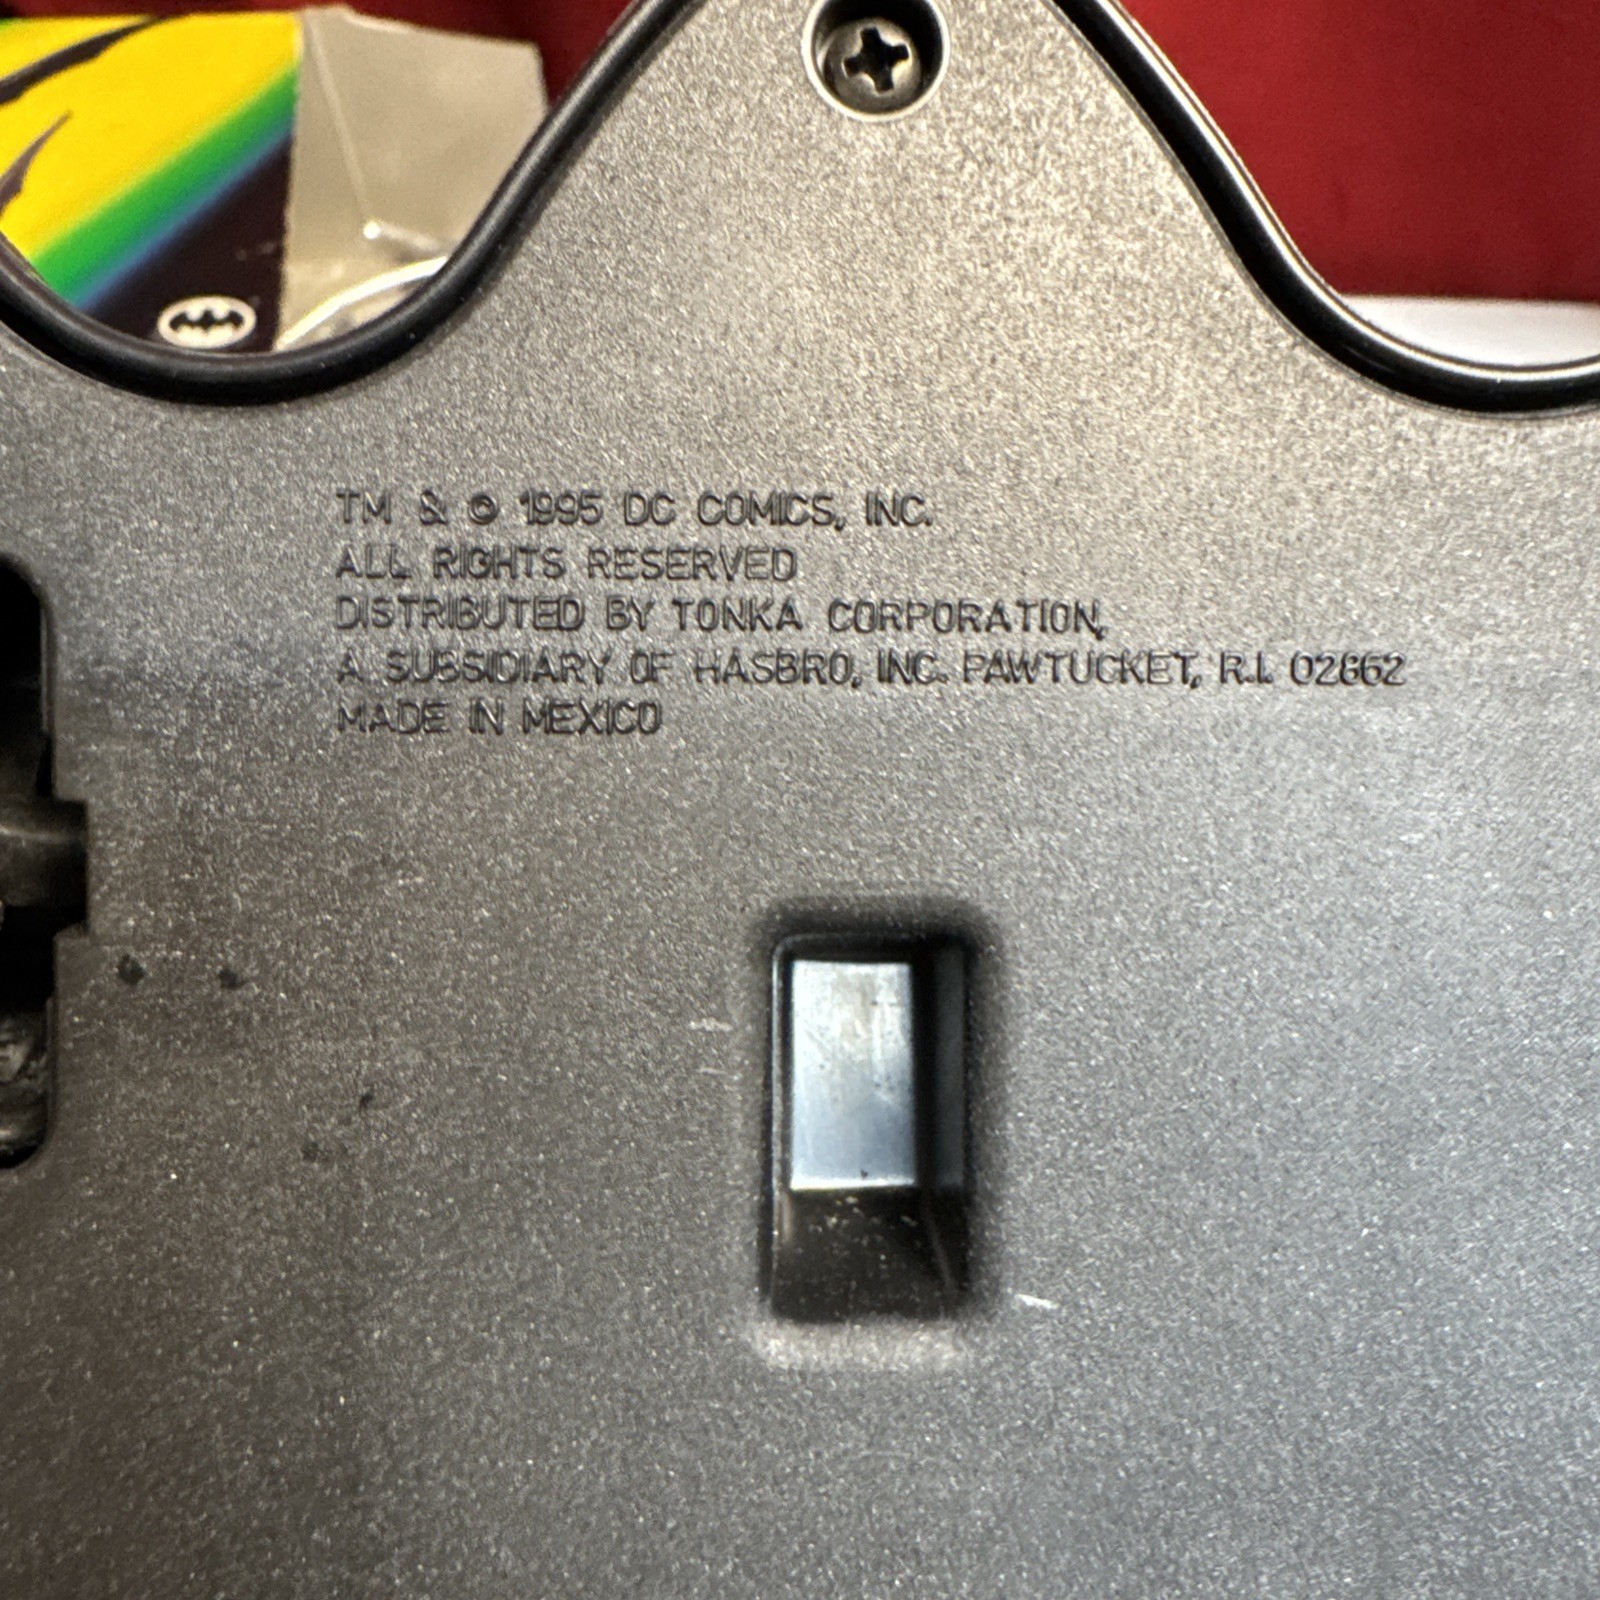 TM & © 1995 DC COMICS, INC.
ALL RIGHTS RESERVED
DISTRIBUTED BY TONKA CORPORATION,
A SUBSIDIARY OF HASBRO, INC. PAWTUCKET, R.I. 02862
MADE IN MEXICO